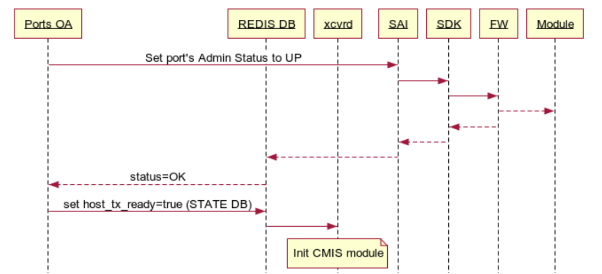 Ports OA
REDIS DB
xcvrd
SAI
SDK
FW
Module
Set port's Admin Status to UP
status=OK
set host_tx_ready=true (STATE DB)
Init CMIS module